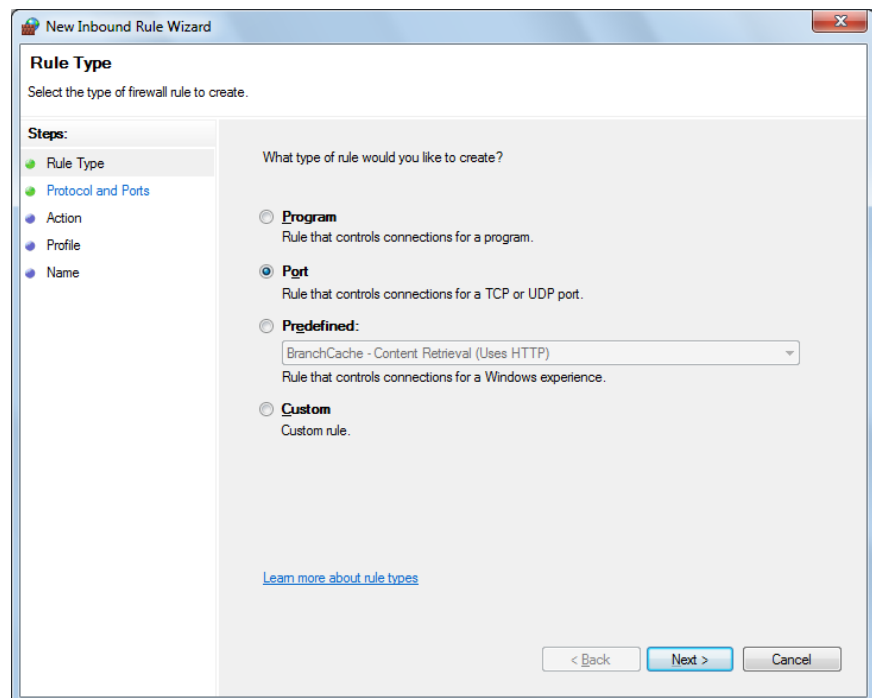 New Inbound Rule Wizard
Rule Type
Select the type of firewall rule to create.
Steps:
Rule Type
Protocol and Ports
Action
Profile
Name
What type of rule would you like to create?
Program
Rule that controls connections for a program.
Port
Rule that controls connections for a TCP or UDP port.
Predefined:
BranchCache - Content Retrieval (Uses HTTP)
Rule that controls connections for a Windows experience.
Custom
Custom rule.
Learn more about rule types
< Back Next > Cancel